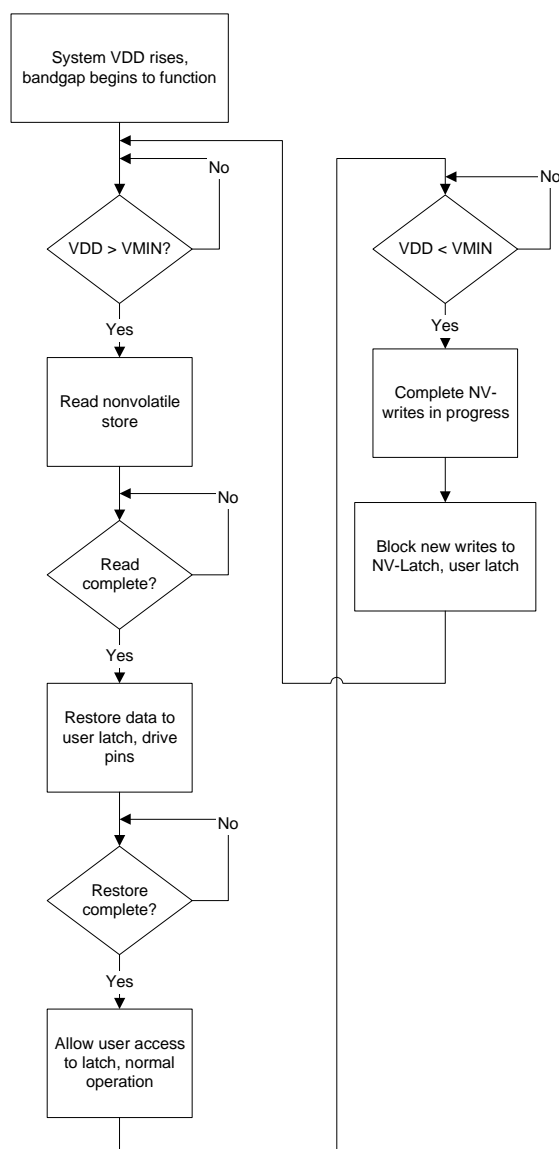 System VDD rises,
bandgap begins to function
No
VDD > VMIN?
Yes
Read nonvolatile
store
No
Read
complete?
Yes
Restore data to
user latch, drive
pins
No
Restore
complete?
Yes
Allow user access
to latch, normal
operation
No
VDD < VMIN
Yes
Complete NV-
writes in progress
Block new writes to
NV-Latch, user latch